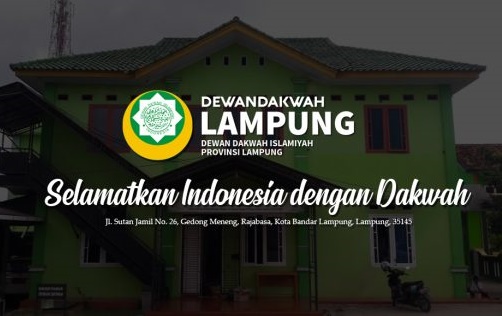 DEWANDAKWAH
LAMPUNG
DEWAN DAKWAH ISLAMIYAH
PROVINSI LAMPUNG
Selamatkan Indonesia dengan Dakwah
Jl. Sutan Jamil No. 26, Gedong Meneng, Rajabasa, Kota Bandar Lampung, Lampung, 35145